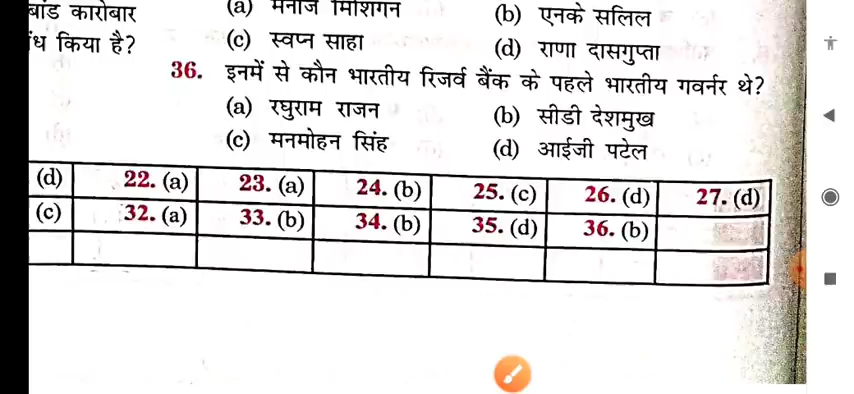 बांड कारोबार
(a) मनोज मिशिगन
(b) एनके सलिल
ंध किया है?
(c) स्वप्न साहा
(d) राणा दासगुप्ता
36. इनमें से कौन भारतीय रिजर्व बैंक के पहले भारतीय गवर्नर थे?
(a) रघुराम राजन
(b) सीडी देशमुख
(c) मनमोहन सिंह
(d) आईजी पटेल
(d) 22. (a) 23. (a) 24. (b) 25. (c) 26. (d) 27. (d)
(c) 32. (a) 33. (b) 34. (b) 35. (d) 36. (b)